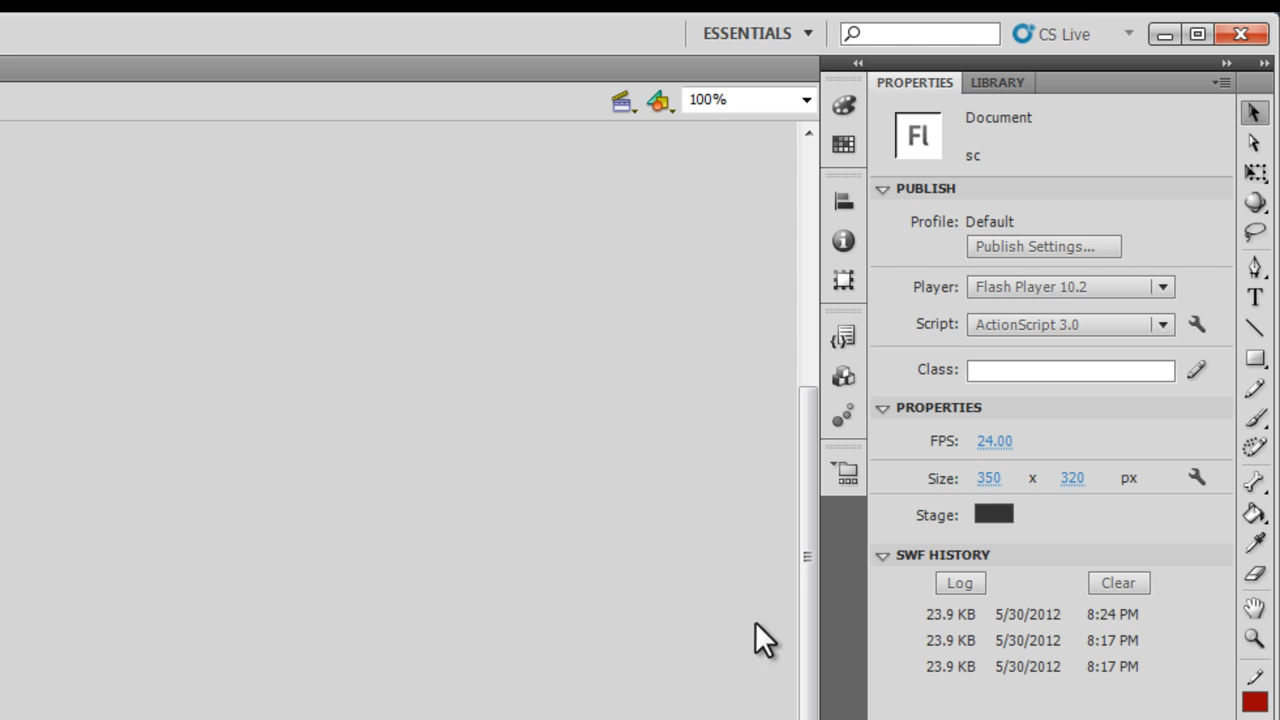 ESSENTIALS
CS Live
100%
PROPERTIES LIBRARY
Fl
Document
sc
PUBLISH
Profile: Default
Publish Settings...
Player: Flash Player 10.2
Script: ActionScript 3.0
Class:
PROPERTIES
FPS: 24.00
Size: 350 x 320 px
Stage:
SWF HISTORY
Log Clear
23.9 KB 5/30/2012 8:24 PM
23.9 KB 5/30/2012 8:17 PM
23.9 KB 5/30/2012 8:17 PM